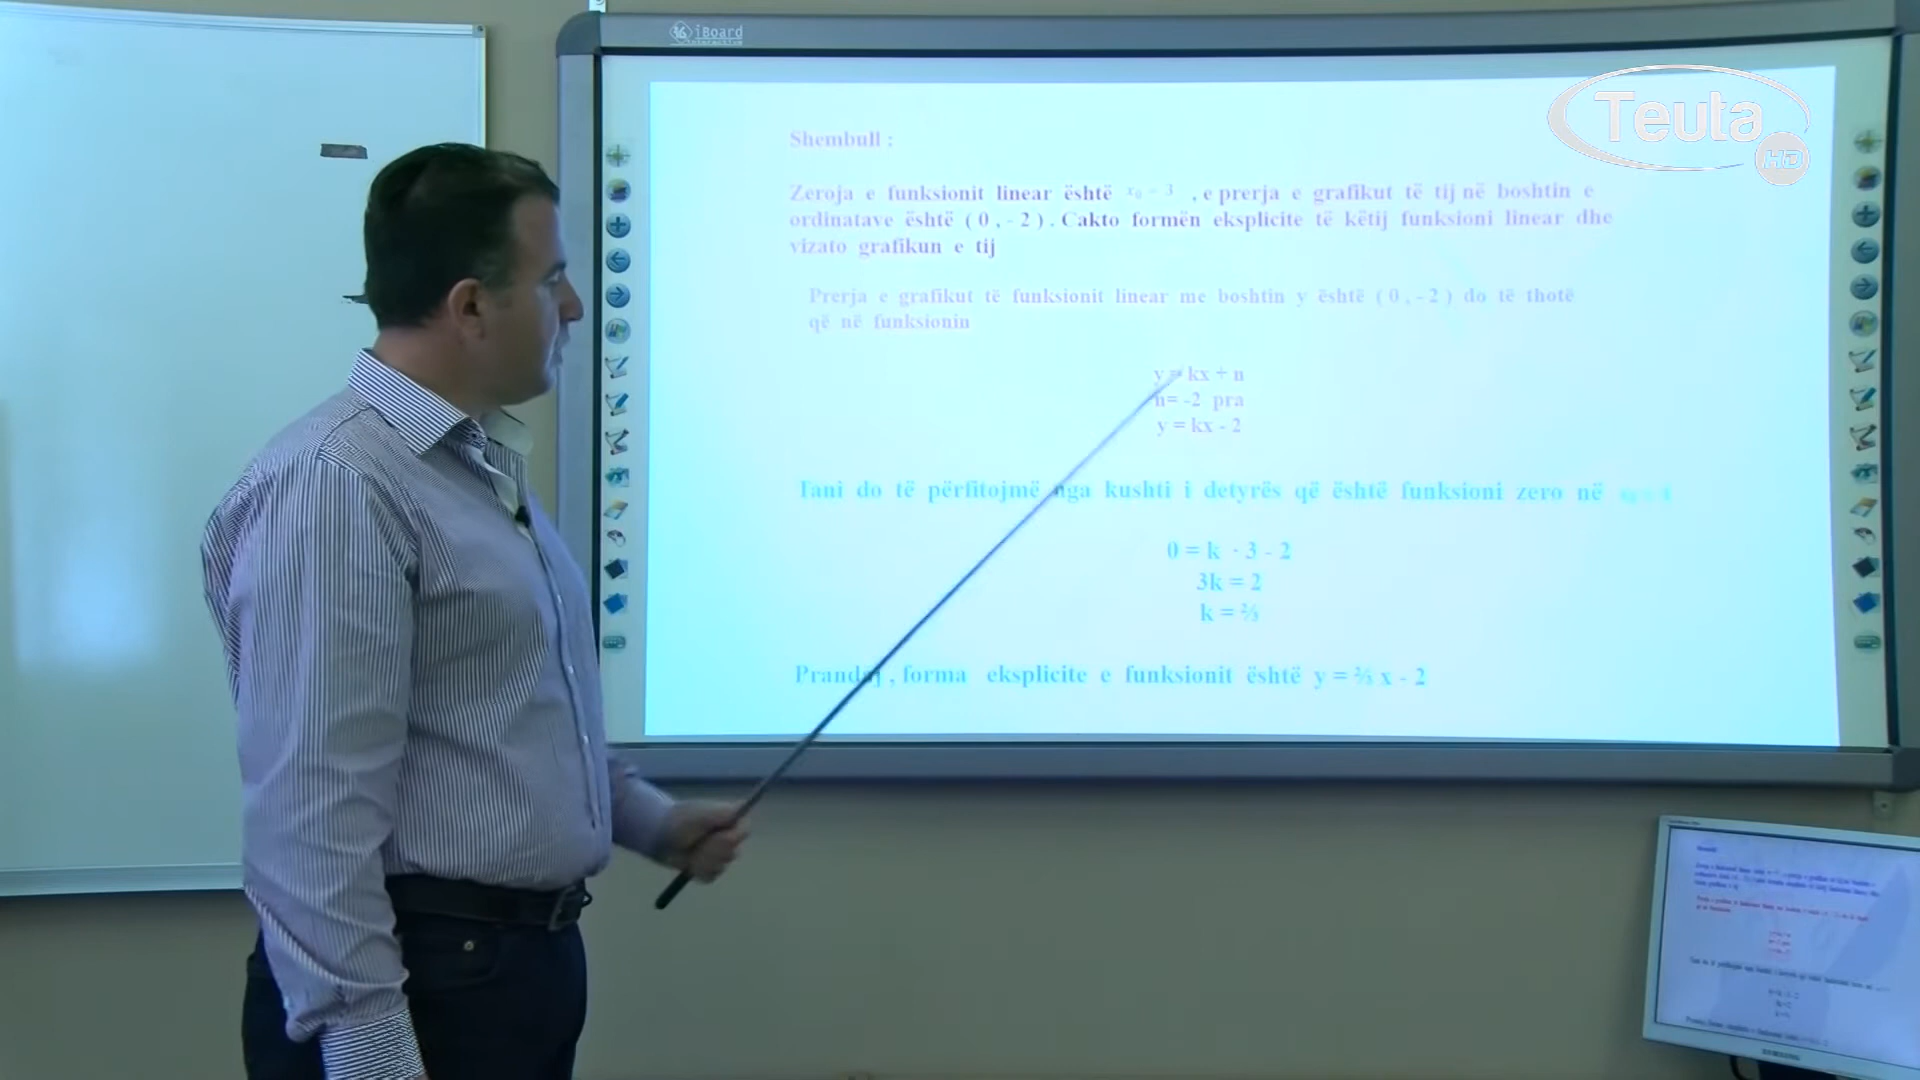 iBoard
interactive
Teuta
HD
Shembull :
Zeroja e funksionit linear është x₀ = 3 , e prerja e grafikut të tij në boshtin e
ordinatave është ( 0 , - 2 ) . Cakto formën eksplicite të këtij funksioni linear dhe
vizato grafikun e tij
Prerja e grafikut të funksionit linear me boshtin y është ( 0 , - 2 ) do të thotë
që në funksionin
y = kx + n
n= -2 pra
y = kx - 2
Tani do të përfitojmë nga kushti i detyrës që është funksioni zero në
0 = k · 3 - 2
3k = 2
k = ⅔
Prandaj , forma eksplicite e funksionit është y = ⅔ x - 2
SAMSUNG